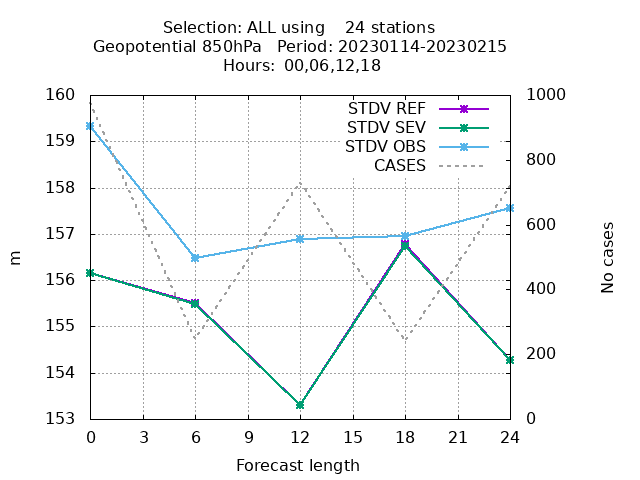 Selection: ALL using    24 stations
Geopotential 850hPa   Period: 20230114-20230215
Hours: 00,06,12,18
STDV REF
STDV SEV
STDV OBS
CASES
160
159
158
157
156
155
154
153
m
1000
800
600
400
200
0
No cases
0 3 6 9 12 15 18 21 24
Forecast length